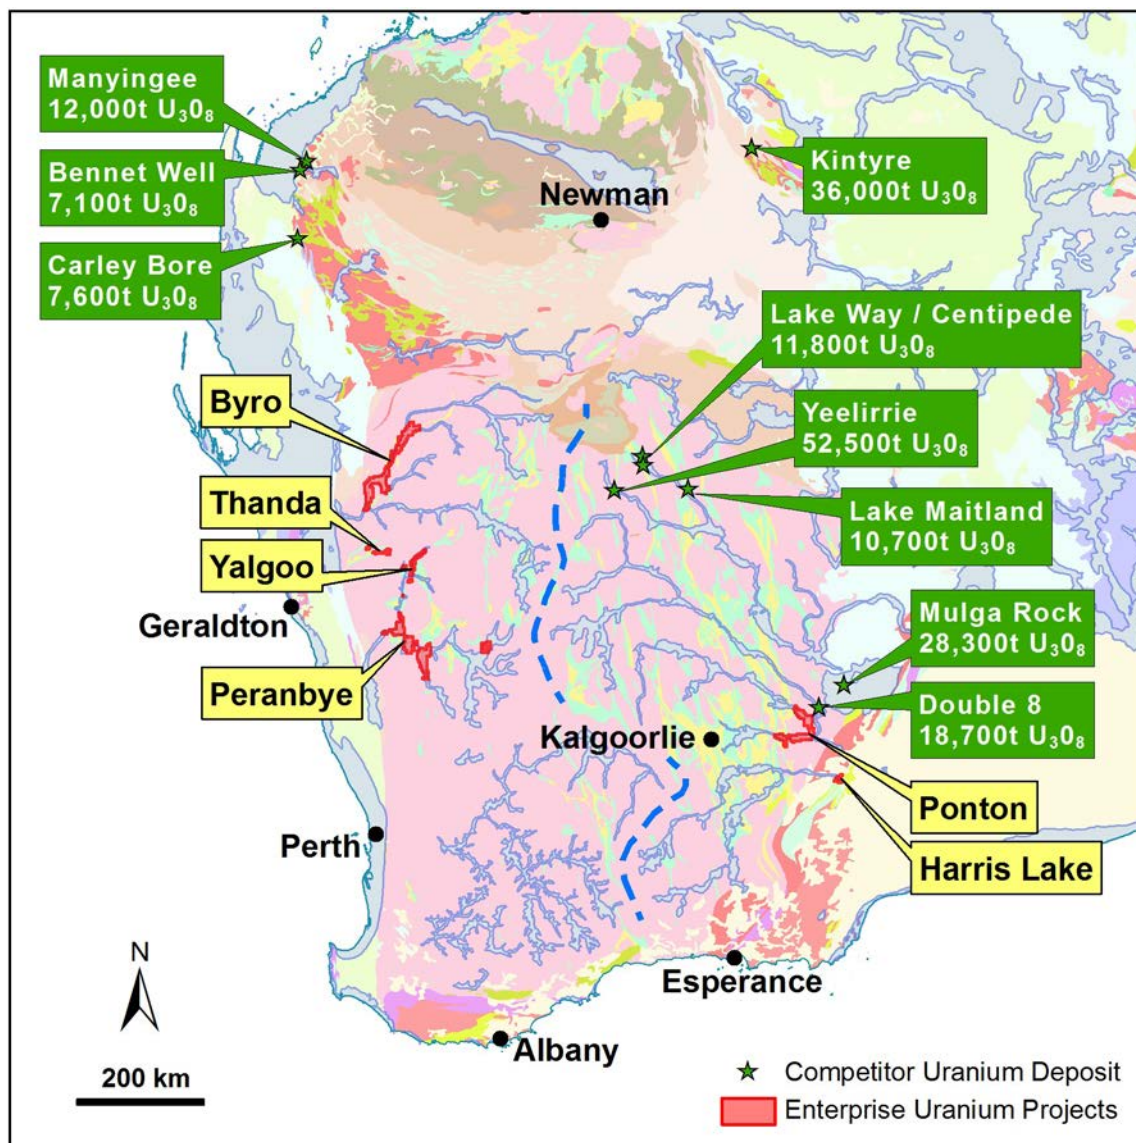 Manyingee
12,000t U₃0₈
Bennet Well
7,100t U₃0₈
Carley Bore
7,600t U₃0₈
Newman
Kintyre
36,000t U₃0₈
Lake Way / Centipede
11,800t U₃0₈
Yeelirrie
52,500t U₃0₈
Lake Maitland
10,700t U₃0₈
Byro
Thanda
Yalgoo
Geraldton
Peranbye
Mulga Rock
28,300t U₃0₈
Double 8
18,700t U₃0₈
Kalgoorlie
Ponton
Harris Lake
Perth
Esperance
Albany
N
200 km
Competitor Uranium Deposit
Enterprise Uranium Projects